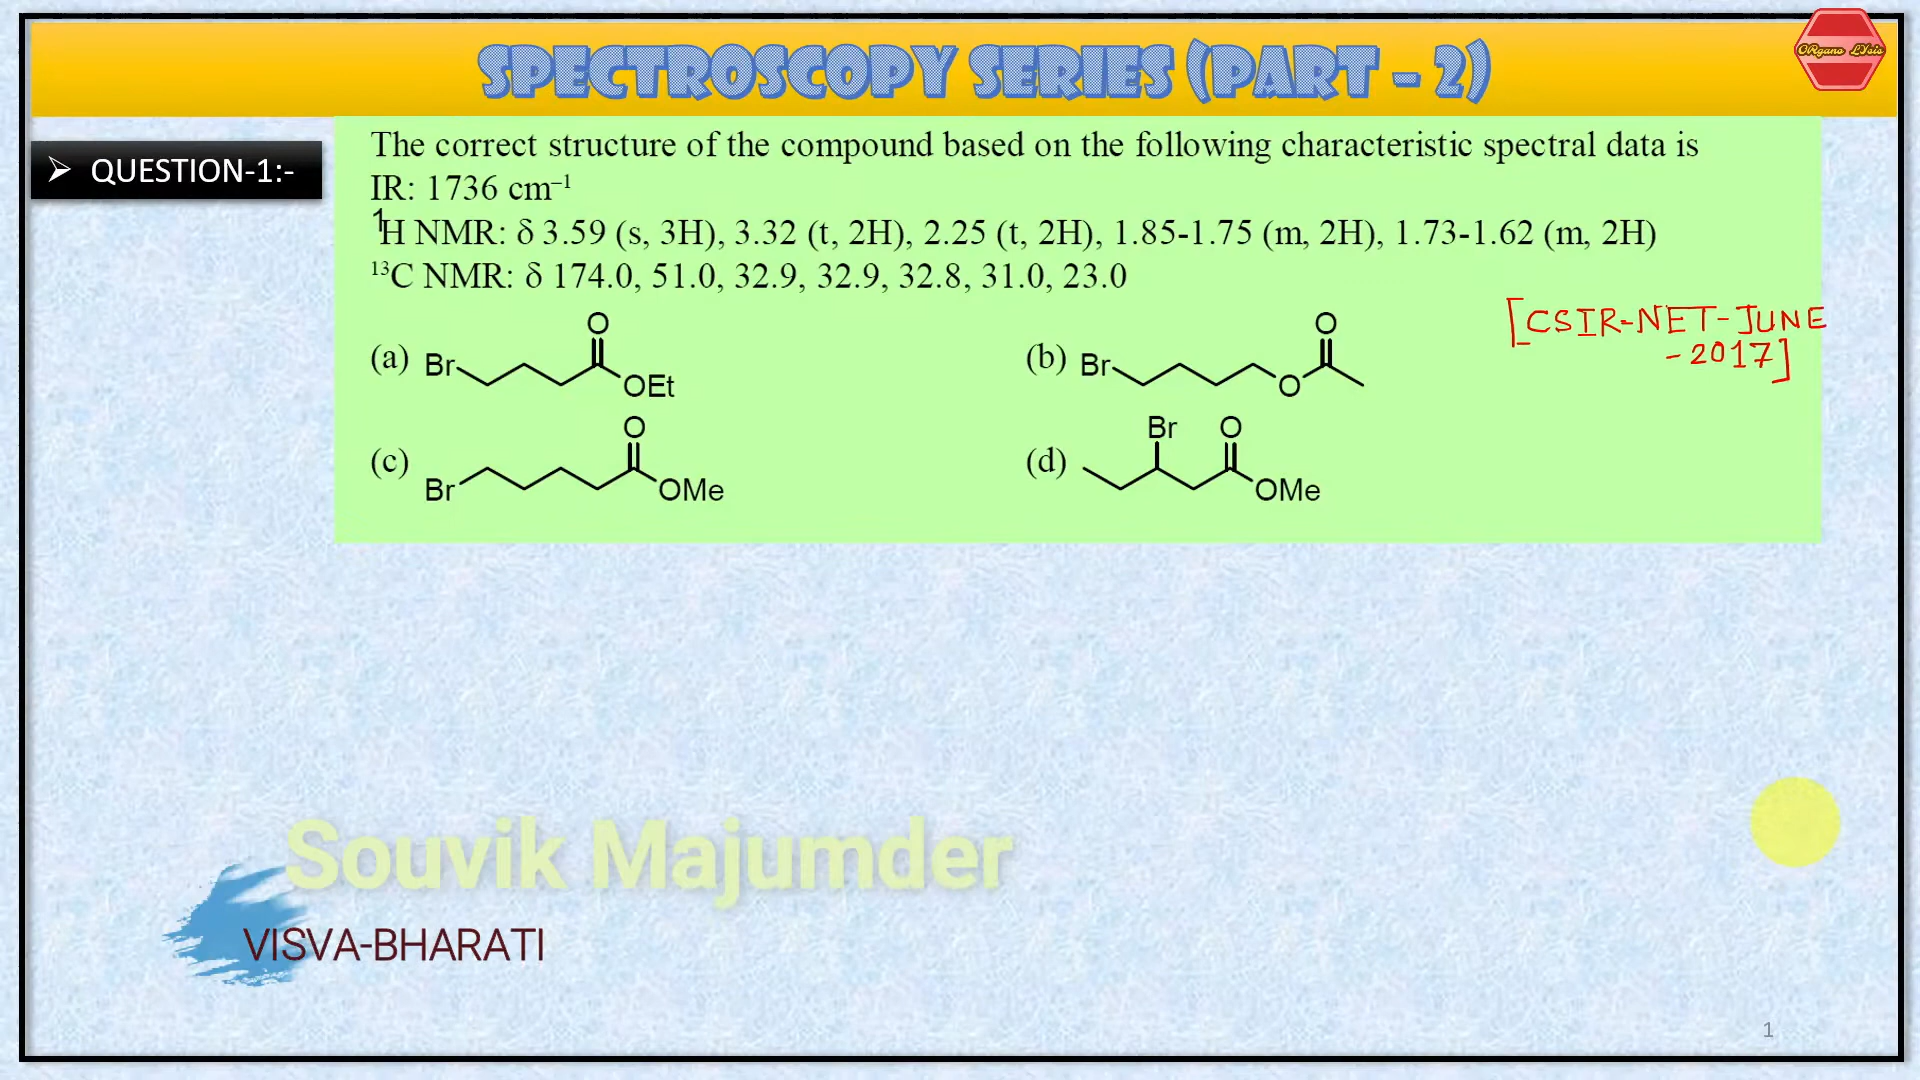 SPECTROSCOPY SERIES (PART - 2)
ORgano LYsis
➢ QUESTION-1:-
The correct structure of the compound based on the following characteristic spectral data is
IR: 1736 cm⁻¹
¹H NMR: δ 3.59 (s, 3H), 3.32 (t, 2H), 2.25 (t, 2H), 1.85-1.75 (m, 2H), 1.73-1.62 (m, 2H)
¹³C NMR: δ 174.0, 51.0, 32.9, 32.9, 32.8, 31.0, 23.0
[CSIR-NET-JUNE
-2017]
(a) Br O OEt
(b) Br O O
(c) Br O OMe
(d) Br O OMe
Souvik Majumder
VISVA-BHARATI
1